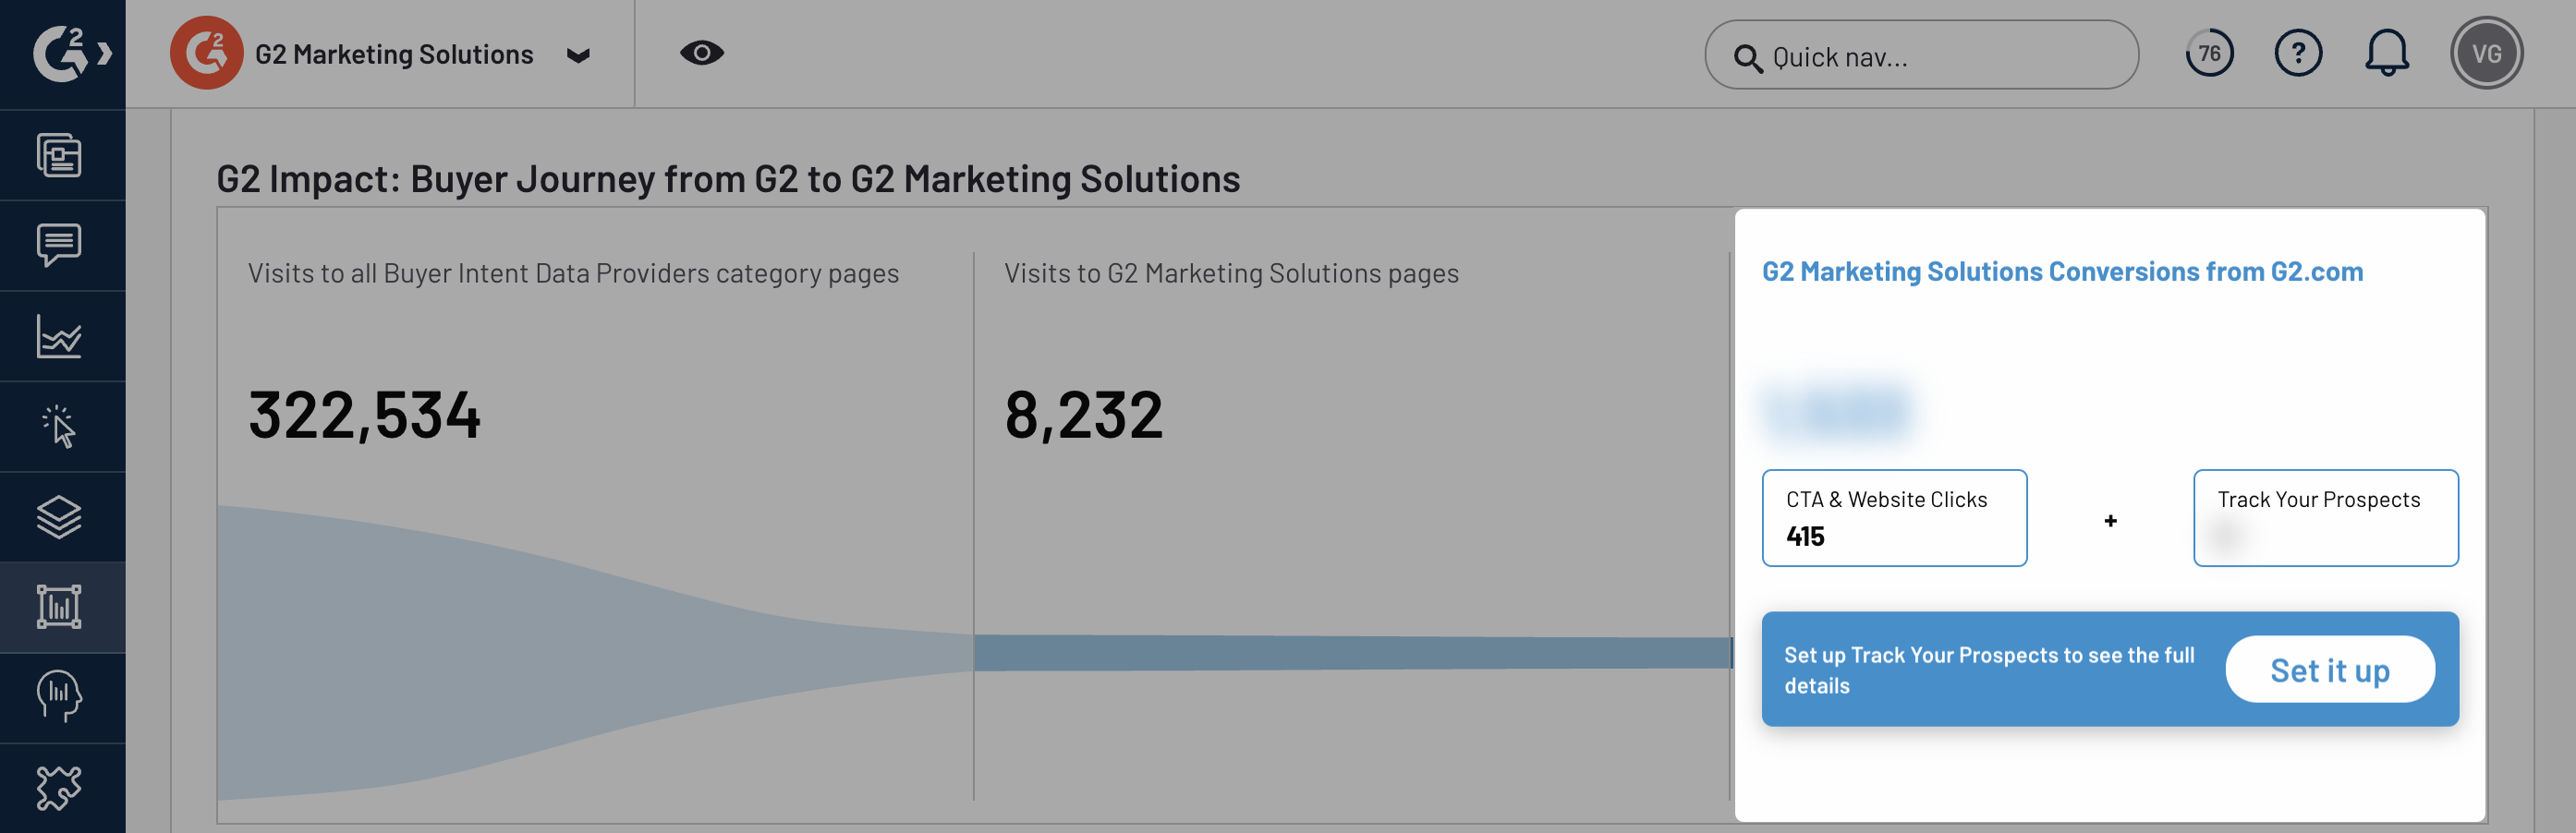 G2
G2
G2 Marketing Solutions
Quick nav...
76
?
VG
G2 Impact: Buyer Journey from G2 to G2 Marketing Solutions
Visits to all Buyer Intent Data Providers category pages
322,534
Visits to G2 Marketing Solutions pages
8,232
G2 Marketing Solutions Conversions from G2.com
CTA & Website Clicks
415
+
Track Your Prospects
Set up Track Your Prospects to see the full
details
Set it up